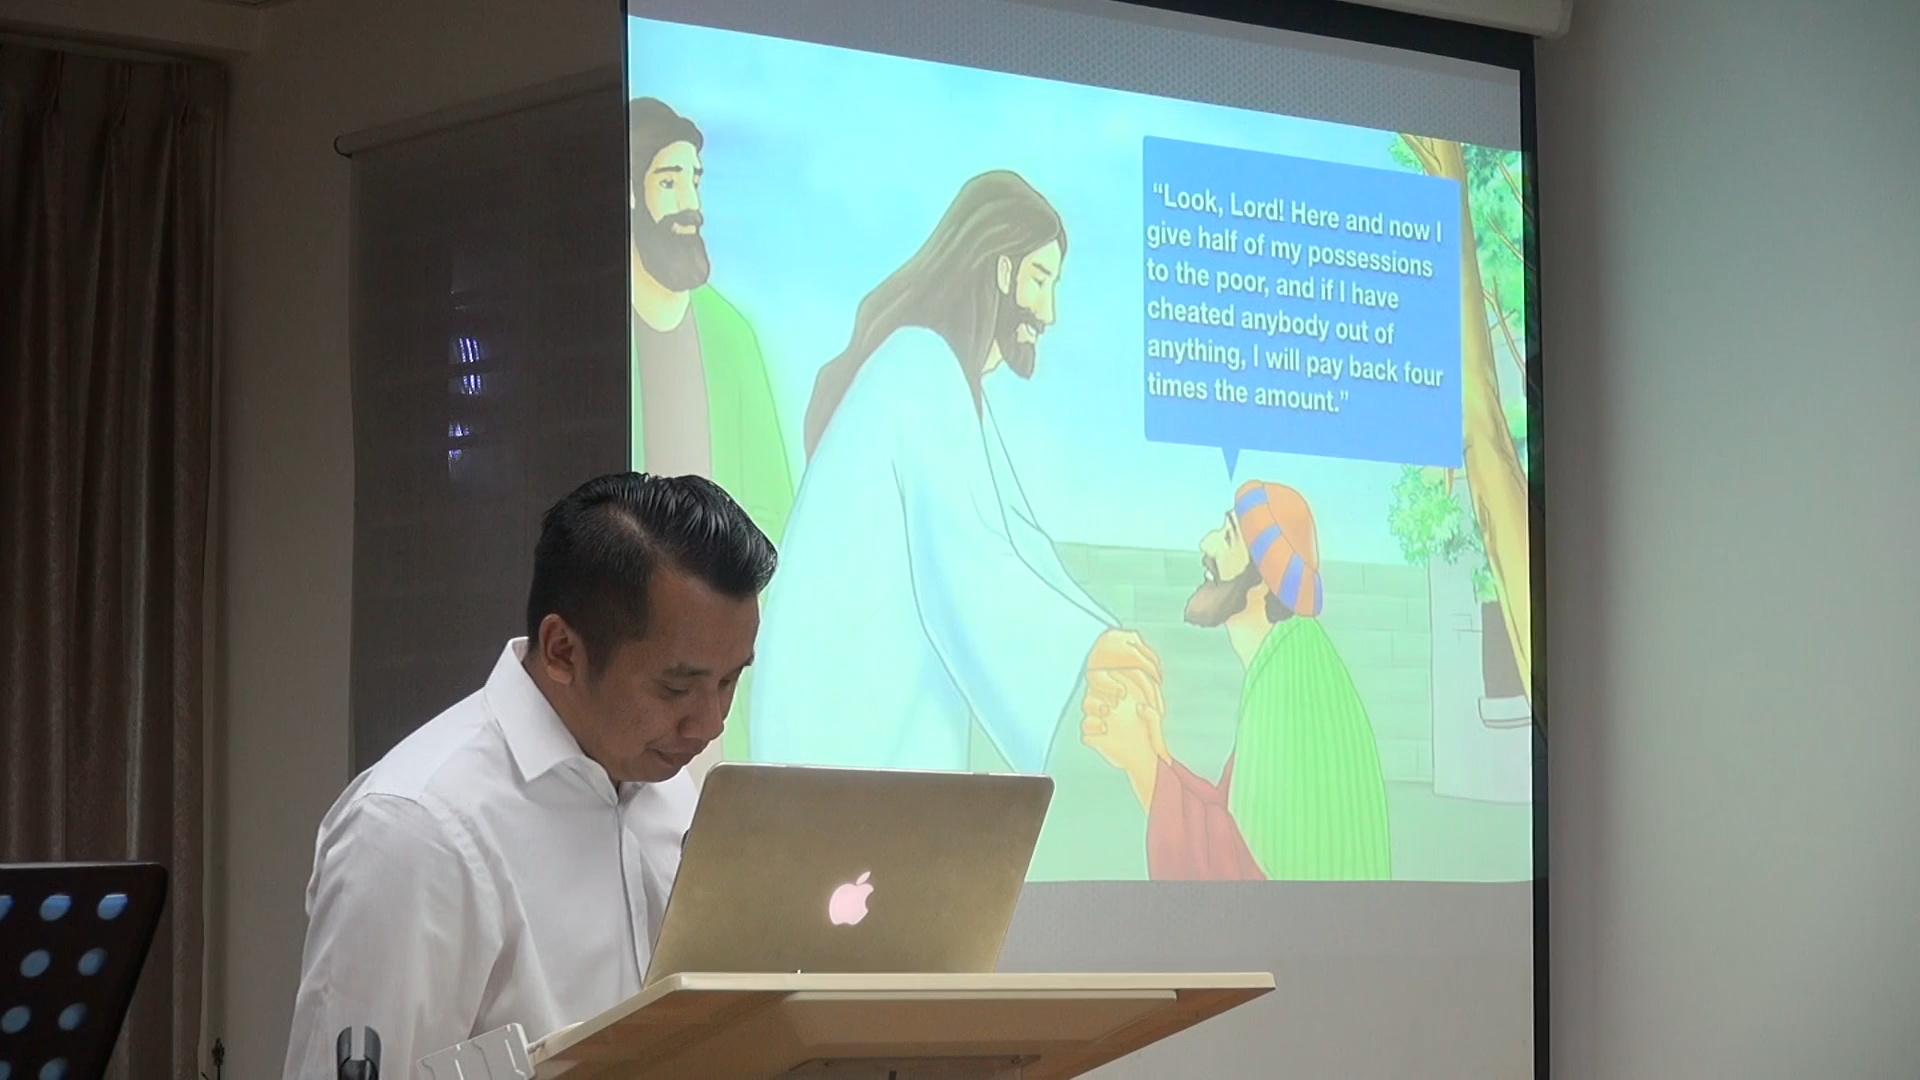 “Look, Lord! Here and now I
give half of my possessions
to the poor, and if I have
cheated anybody out of
anything, I will pay back four
times the amount.”